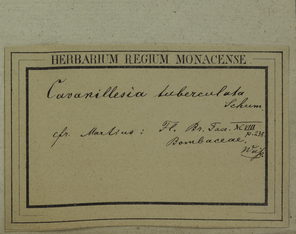 HERBARIUM REGIUM MONACENSE
Cavanillesia tuberculata
Schum
cfr. Martius: Fl. Br. Fasc.
Bombaceae,